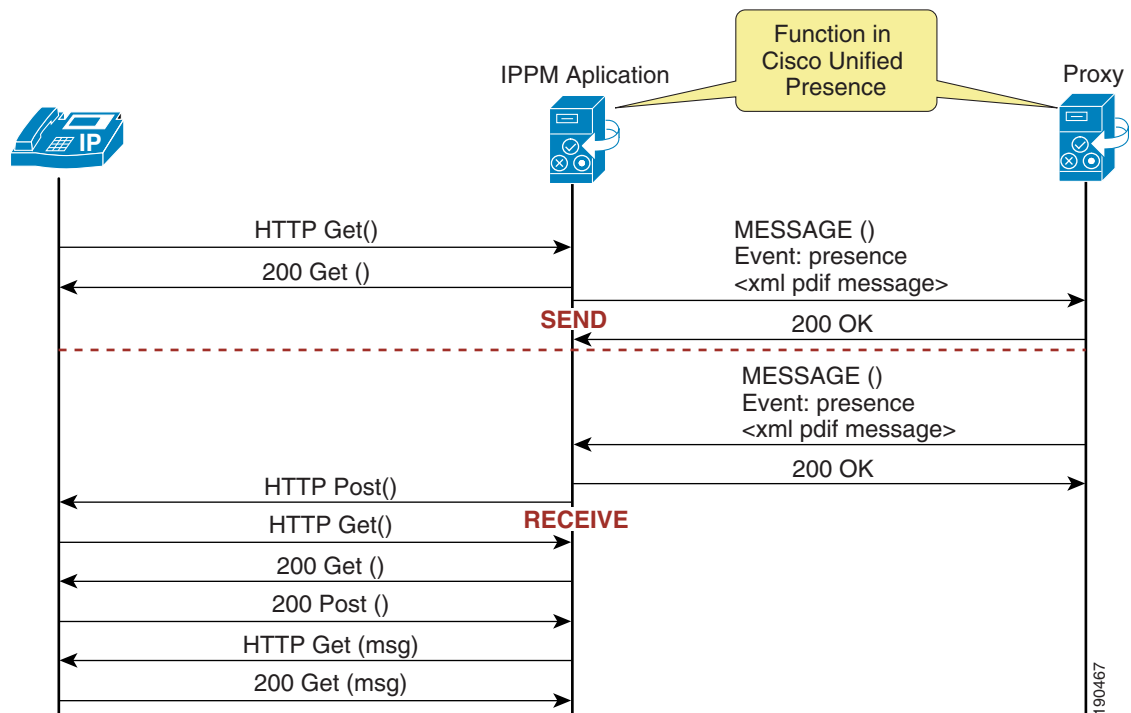 Function in
Cisco Unified
Presence
IPPM Aplication
Proxy
IP
HTTP Get()
MESSAGE ()
Event: presence
<xml pdif message>
200 Get ()
SEND
200 OK
MESSAGE ()
Event: presence
<xml pdif message>
200 OK
HTTP Post()
RECEIVE
HTTP Get()
200 Get ()
200 Post ()
HTTP Get (msg)
200 Get (msg)
190467